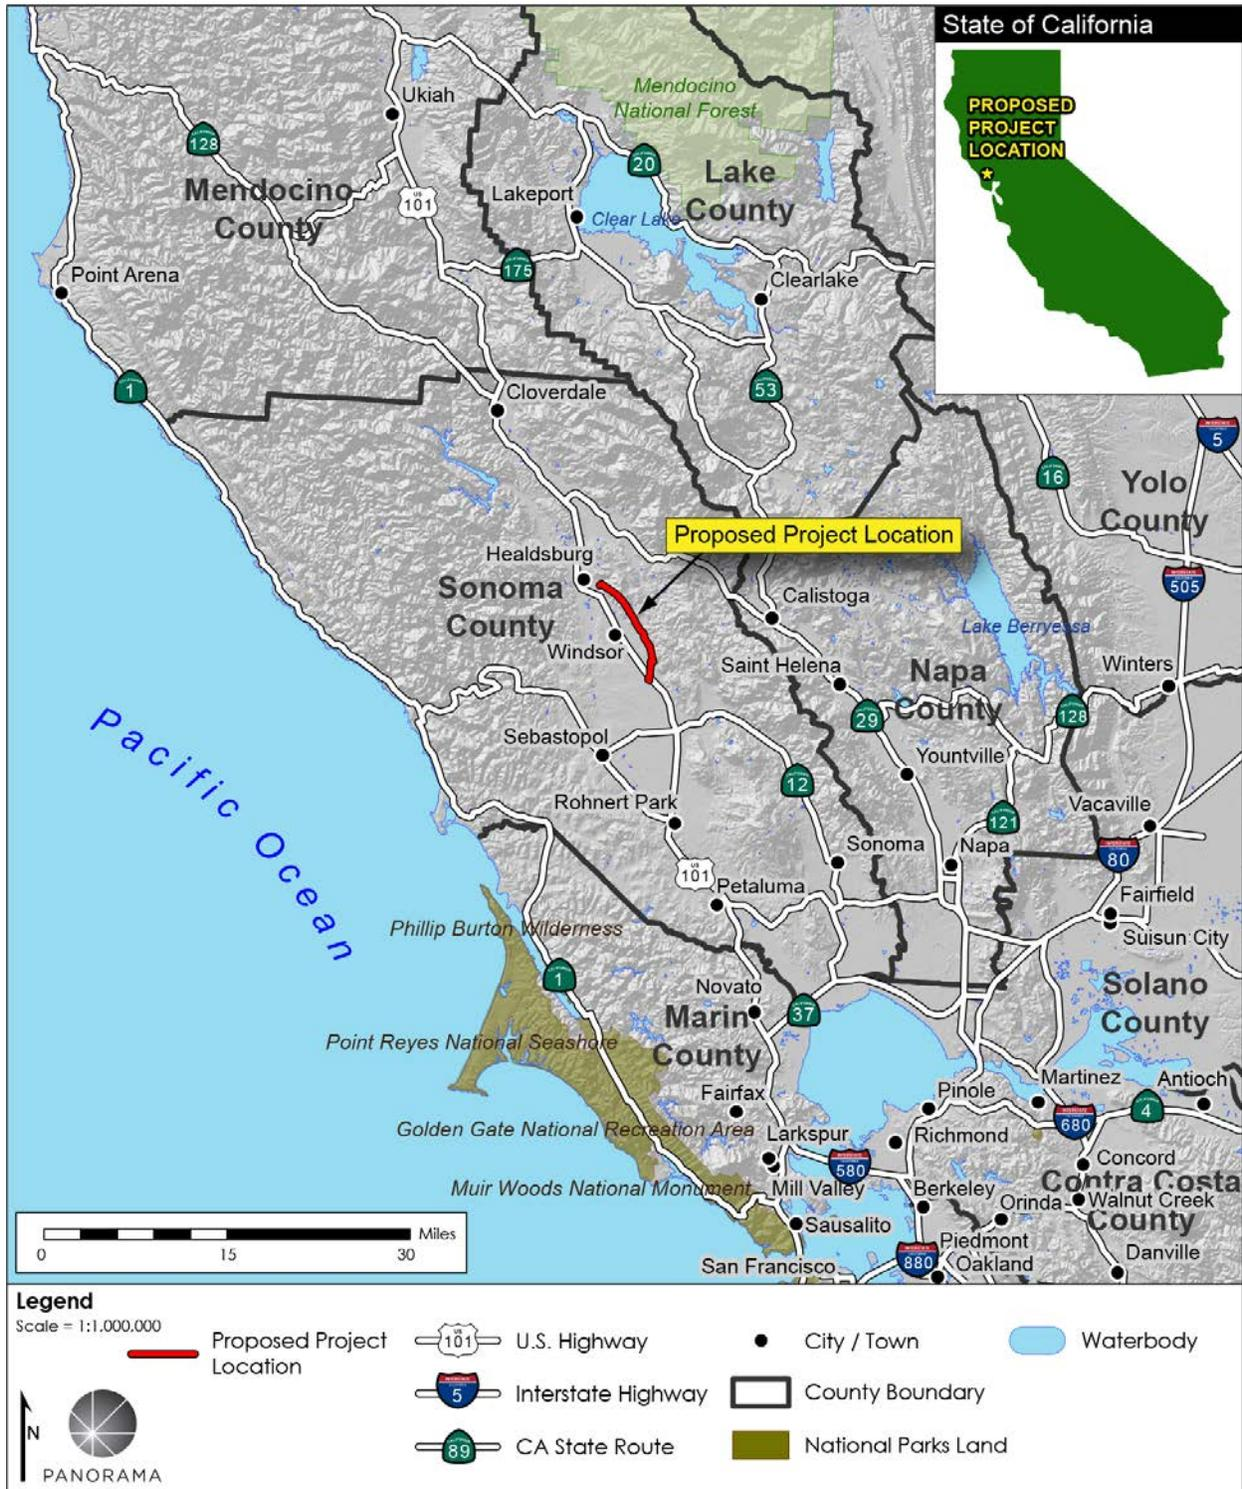 State of California
PROPOSED
PROJECT
LOCATION
Mendocino
National Forest
Ukiah
128
20
Mendocino
County
US
101
Lakeport
Lake
County
Clear Lake
175
Point Arena
Clearlake
1
53
Cloverdale
5
16
Yolo
County
Proposed Project Location
Healdsburg
505
Sonoma
County
Calistoga
Lake Berryessa
Windsor
Saint Helena
Napa
County
Winters
29
128
Sebastopol
Yountville
12
Pacific Ocean
Rohnert Park
Vacaville
121
Sonoma
Napa
80
US
101
Petaluma
Fairfield
Phillip Burton Wilderness
Suisun City
1
Novato
Solano
County
37
Marin
County
Point Reyes National Seashore
Martinez
Antioch
Pinole
Fairfax
4
680
Golden Gate National Recreation Area
Larkspur
Richmond
580
Concord
Contra Costa
County
Muir Woods National Monument
Mill Valley
Berkeley
Orinda
Walnut Creek
Sausalito
Piedmont
880
Oakland
Danville
San Francisco
Miles
0 15 30
Legend
Scale = 1:1.000.000
Proposed Project
Location
US
101
U.S. Highway
City / Town
Waterbody
5
Interstate Highway
County Boundary
89
CA State Route
National Parks Land
N
PANORAMA